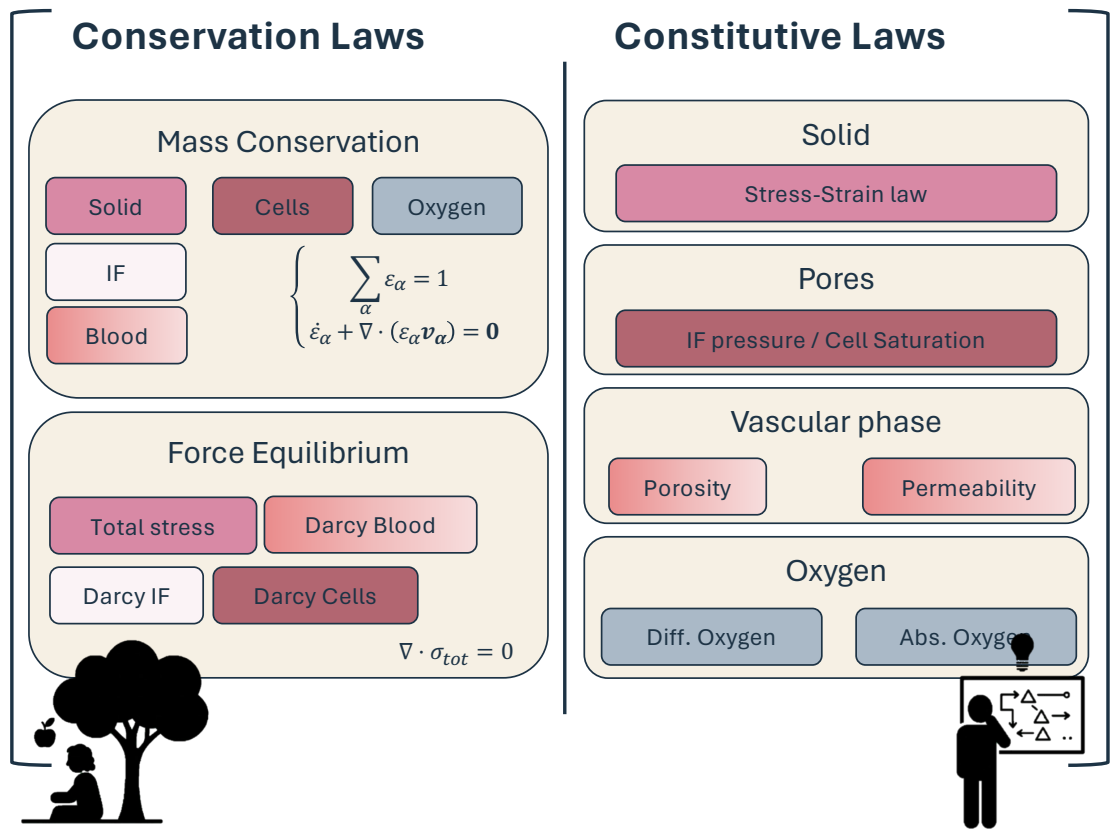 Conservation Laws
Mass Conservation
Solid
Cells
Oxygen
IF
Blood
∑_α ε_α = 1
ε̇_α + ∇ · (ε_α v_α) = 0
Force Equilibrium
Total stress
Darcy Blood
Darcy IF
Darcy Cells
∇ · σ_tot = 0
Constitutive Laws
Solid
Stress-Strain law
Pores
IF pressure / Cell Saturation
Vascular phase
Porosity
Permeability
Oxygen
Diff. Oxygen
Abs. Oxygen